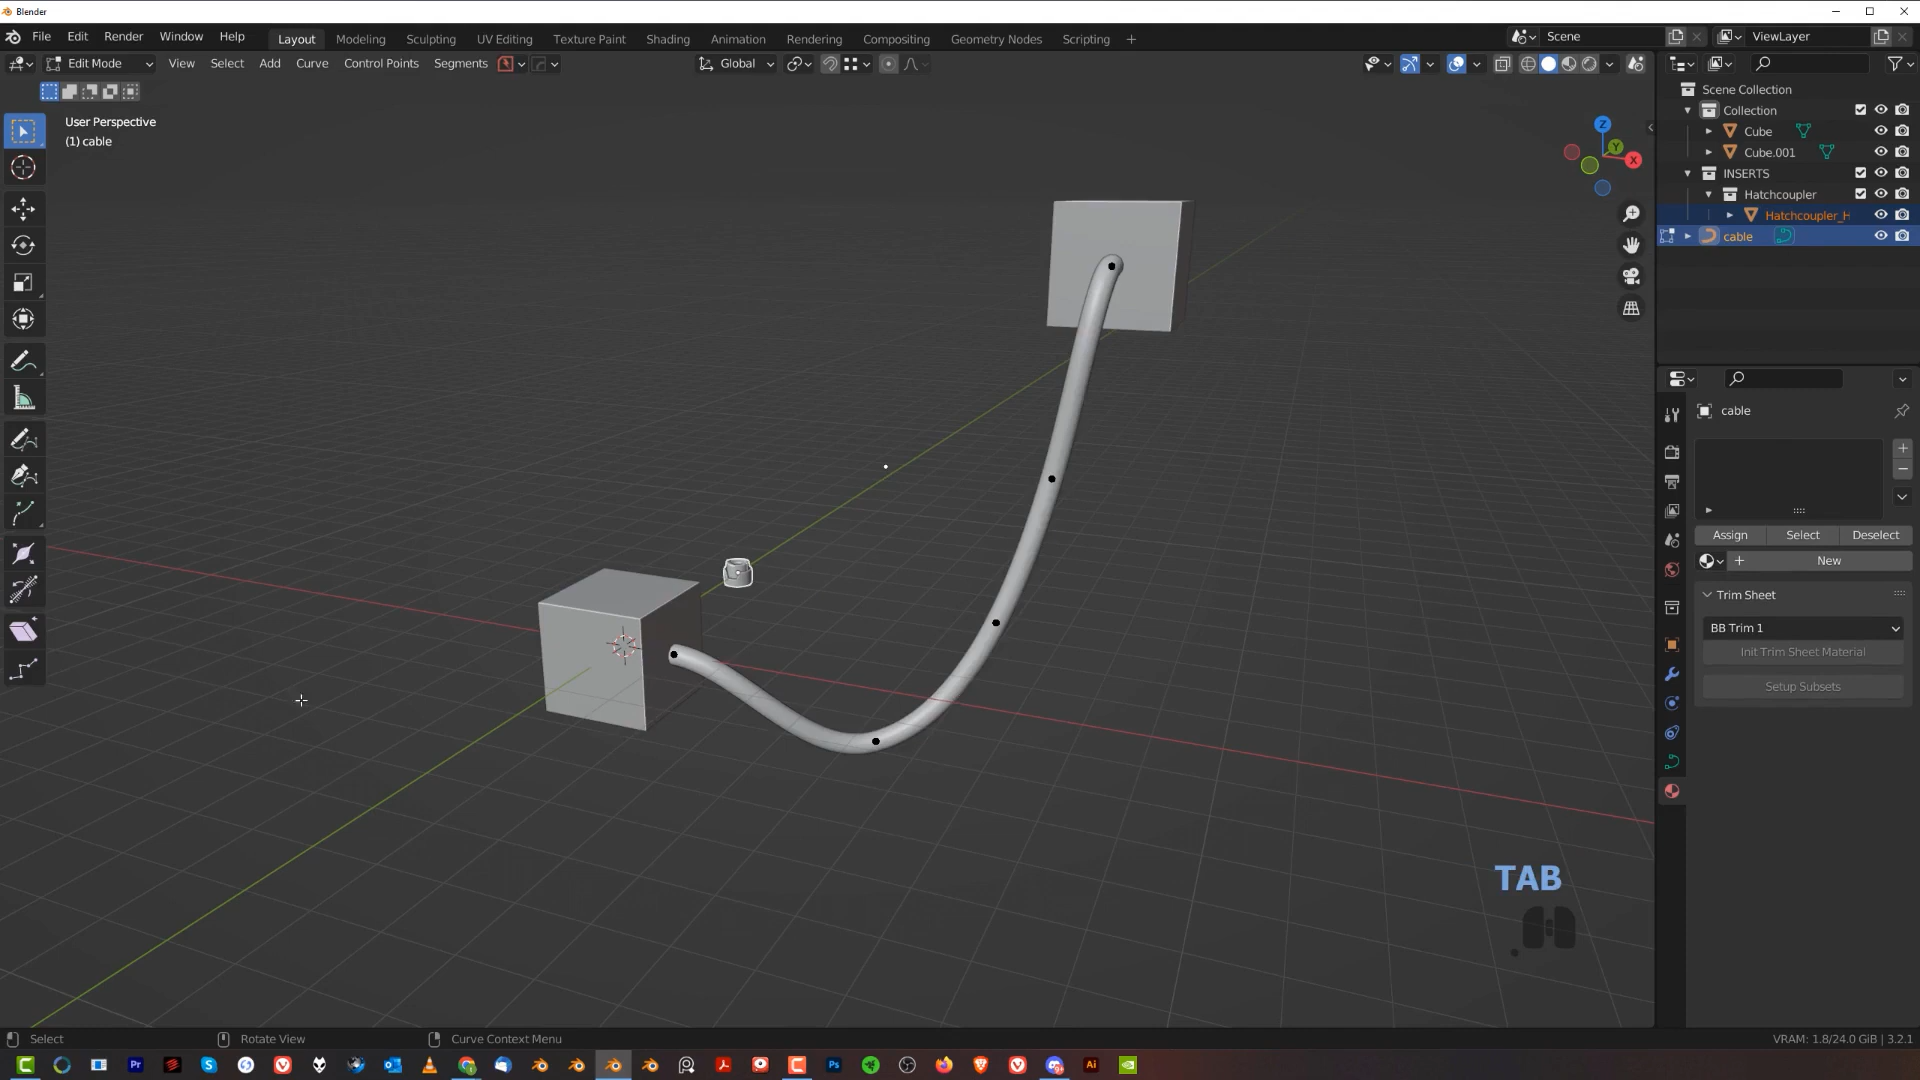 Blender
File Edit Render Window Help Layout Modeling Sculpting UV Editing Texture Paint Shading Animation Rendering Compositing Geometry Nodes Scripting + Scene ViewLayer
Edit Mode View Select Add Curve Control Points Segments Global
User Perspective
(1) cable
Z
Y
X
Scene Collection
Collection
Cube
Cube.001
INSERTS
Hatchcoupler
Hatchcoupler_H
cable
cable
Assign Select Deselect
New
Trim Sheet
BB Trim 1
Init Trim Sheet Material
Setup Subsets
TAB
Select Rotate View Curve Context Menu VRAM: 1.8/24.0 GiB | 3.2.1
Pr
S
Ps
Ai